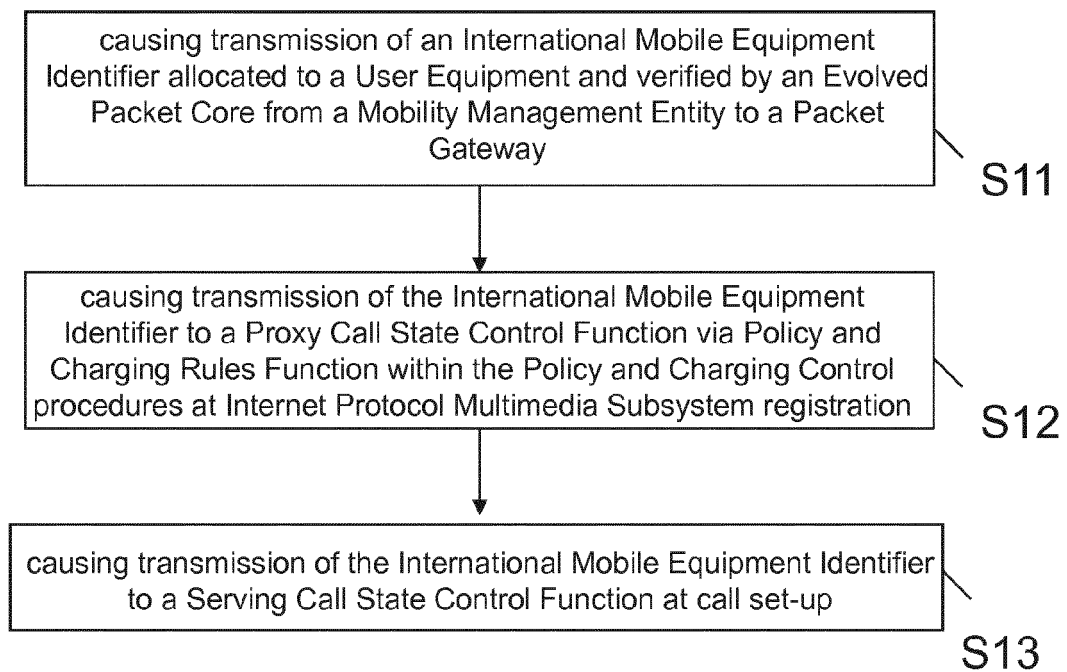 causing transmission of an International Mobile Equipment
Identifier allocated to a User Equipment and verified by an Evolved
Packet Core from a Mobility Management Entity to a Packet
Gateway
S11
causing transmission of the International Mobile Equipment
Identifier to a Proxy Call State Control Function via Policy and
Charging Rules Function within the Policy and Charging Control
procedures at Internet Protocol Multimedia Subsystem registration
S12
causing transmission of the International Mobile Equipment Identifier
to a Serving Call State Control Function at call set-up
S13